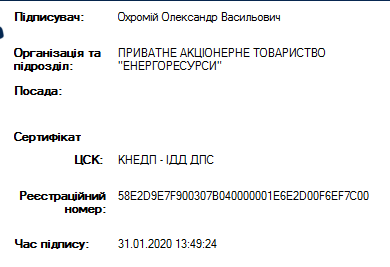 Підписувач: Охромій Олександр Васильович
Організація та ПРИВАТНЕ АКЦІОНЕРНЕ ТОВАРИСТВО
підрозділ: "ЕНЕРГОРЕСУРСИ"
Посада:
Сертифікат
ЦСК: КНЕДП - ІДД ДПС
Реєстраційний 58E2D9E7F900307B040000001E6E2D00F6EF7C00
номер:
Час підпису: 31.01.2020 13:49:24